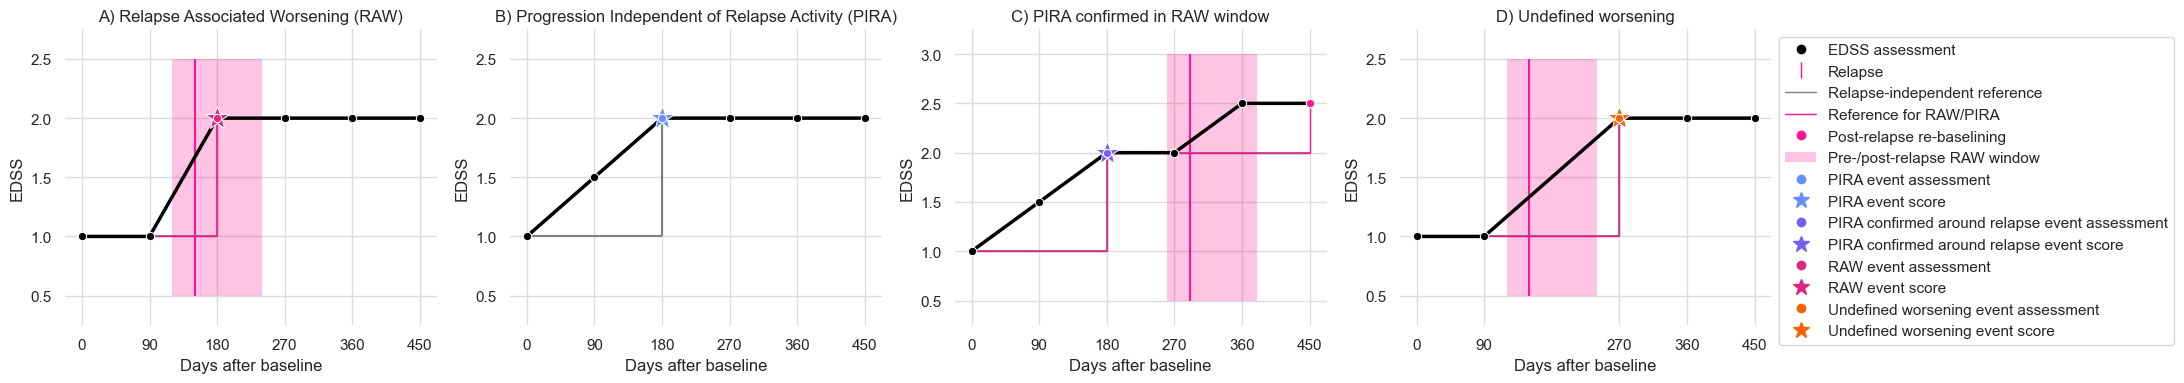 A) Relapse Associated Worsening (RAW)
2.5
2.0
1.5
1.0
0.5
EDSS
0 90 180 270 360 450
Days after baseline
B) Progression Independent of Relapse Activity (PIRA)
2.5
2.0
1.5
1.0
0.5
EDSS
0 90 180 270 360 450
Days after baseline
C) PIRA confirmed in RAW window
3.0
2.5
2.0
1.5
1.0
0.5
EDSS
0 90 180 270 360 450
Days after baseline
D) Undefined worsening
2.5
2.0
1.5
1.0
0.5
EDSS
0 90 270 360 450
Days after baseline
EDSS assessment
Relapse
Relapse-independent reference
Reference for RAW/PIRA
Post-relapse re-baselining
Pre-/post-relapse RAW window
PIRA event assessment
PIRA event score
PIRA confirmed around relapse event assessment
PIRA confirmed around relapse event score
RAW event assessment
RAW event score
Undefined worsening event assessment
Undefined worsening event score